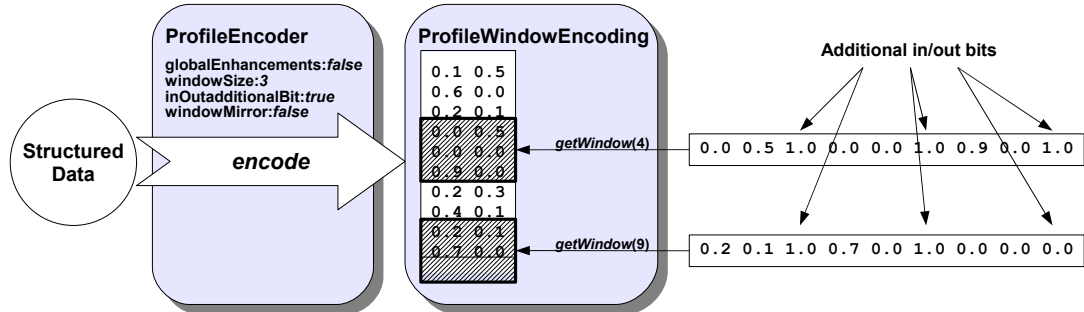 ProfileEncoder
globalEnhancements:false
windowSize:3
inOutadditionalBit:true
windowMirror:false
Structured
Data
encode
ProfileWindowEncoding
0.1 0.5
0.6 0.0
0.2 0.1
0.0 0.5
0.0 0.0
0.9 0.0
0.2 0.3
0.4 0.1
0.2 0.1
0.7 0.0
getWindow(4)
getWindow(9)
Additional in/out bits
0.0 0.5 1.0 0.0 0.0 1.0 0.9 0.0 1.0
0.2 0.1 1.0 0.7 0.0 1.0 0.0 0.0 0.0